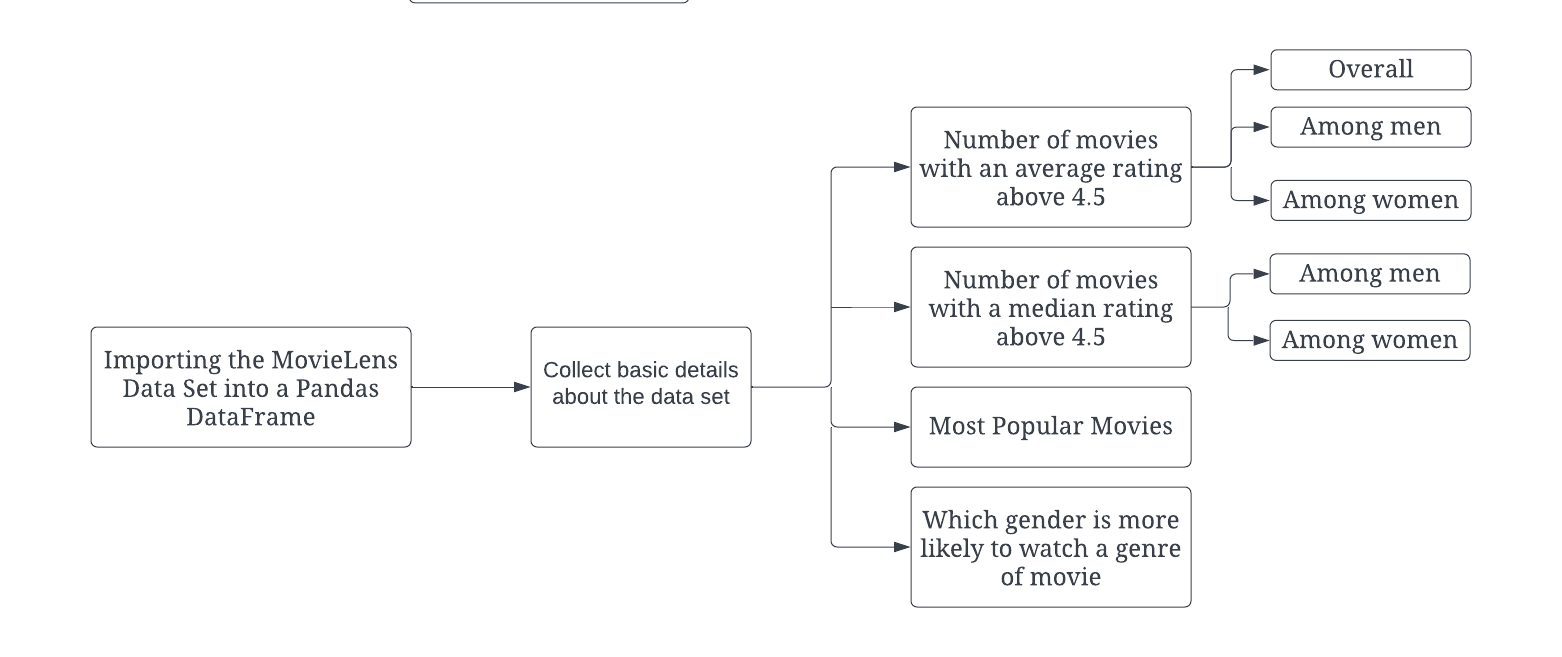 Importing the MovieLens
Data Set into a Pandas
DataFrame
Collect basic details
about the data set
Number of movies
with an average rating
above 4.5
Overall
Among men
Among women
Number of movies
with a median rating
above 4.5
Among men
Among women
Most Popular Movies
Which gender is more
likely to watch a genre
of movie